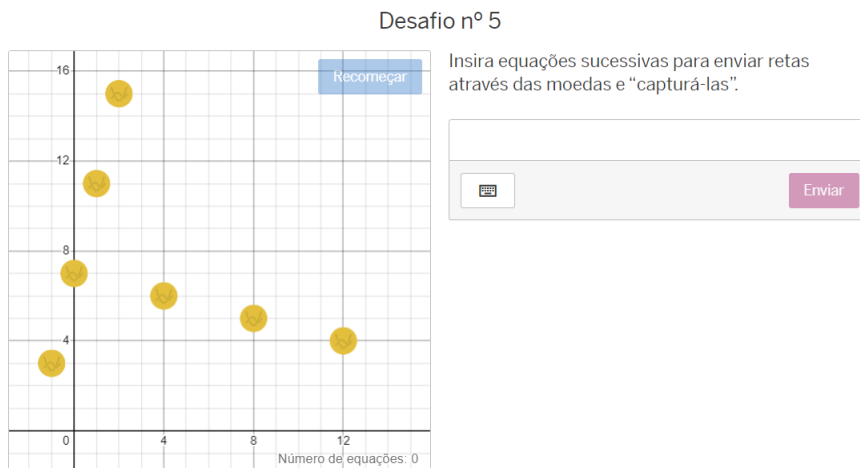 Desafio nº 5
Recomeçar
16
12
8
4
0
4
8
12
Número de equações: 0
Insira equações sucessivas para enviar retas
através das moedas e “capturá-las”.
Enviar